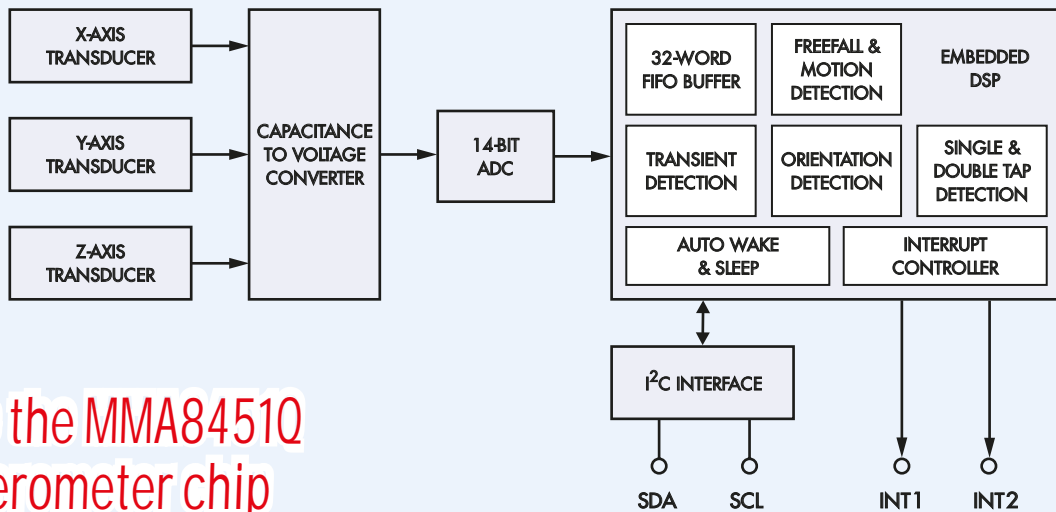 X-AXIS
TRANSDUCER
Y-AXIS
TRANSDUCER
Z-AXIS
TRANSDUCER
CAPACITANCE
TO VOLTAGE
CONVERTER
14-BIT
ADC
32-WORD
FIFO BUFFER
FREEFALL &
MOTION
DETECTION
EMBEDDED
DSP
TRANSIENT
DETECTION
ORIENTATION
DETECTION
SINGLE &
DOUBLE TAP
DETECTION
AUTO WAKE
& SLEEP
INTERRUPT
CONTROLLER
I²C INTERFACE
SDA
SCL
INT1
INT2
the MMA8451Q
erometer chip